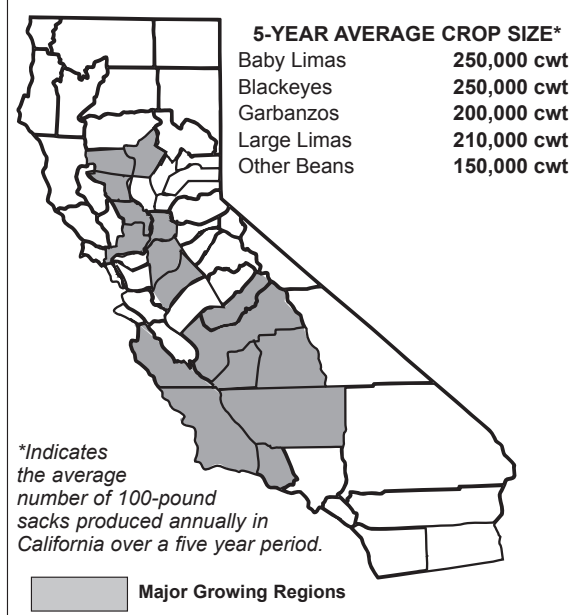 5-YEAR AVERAGE CROP SIZE*
Baby Limas 250,000 cwt
Blackeyes 250,000 cwt
Garbanzos 200,000 cwt
Large Limas 210,000 cwt
Other Beans 150,000 cwt
*Indicates
the average
number of 100-pound
sacks produced annually in
California over a five year period.
Major Growing Regions